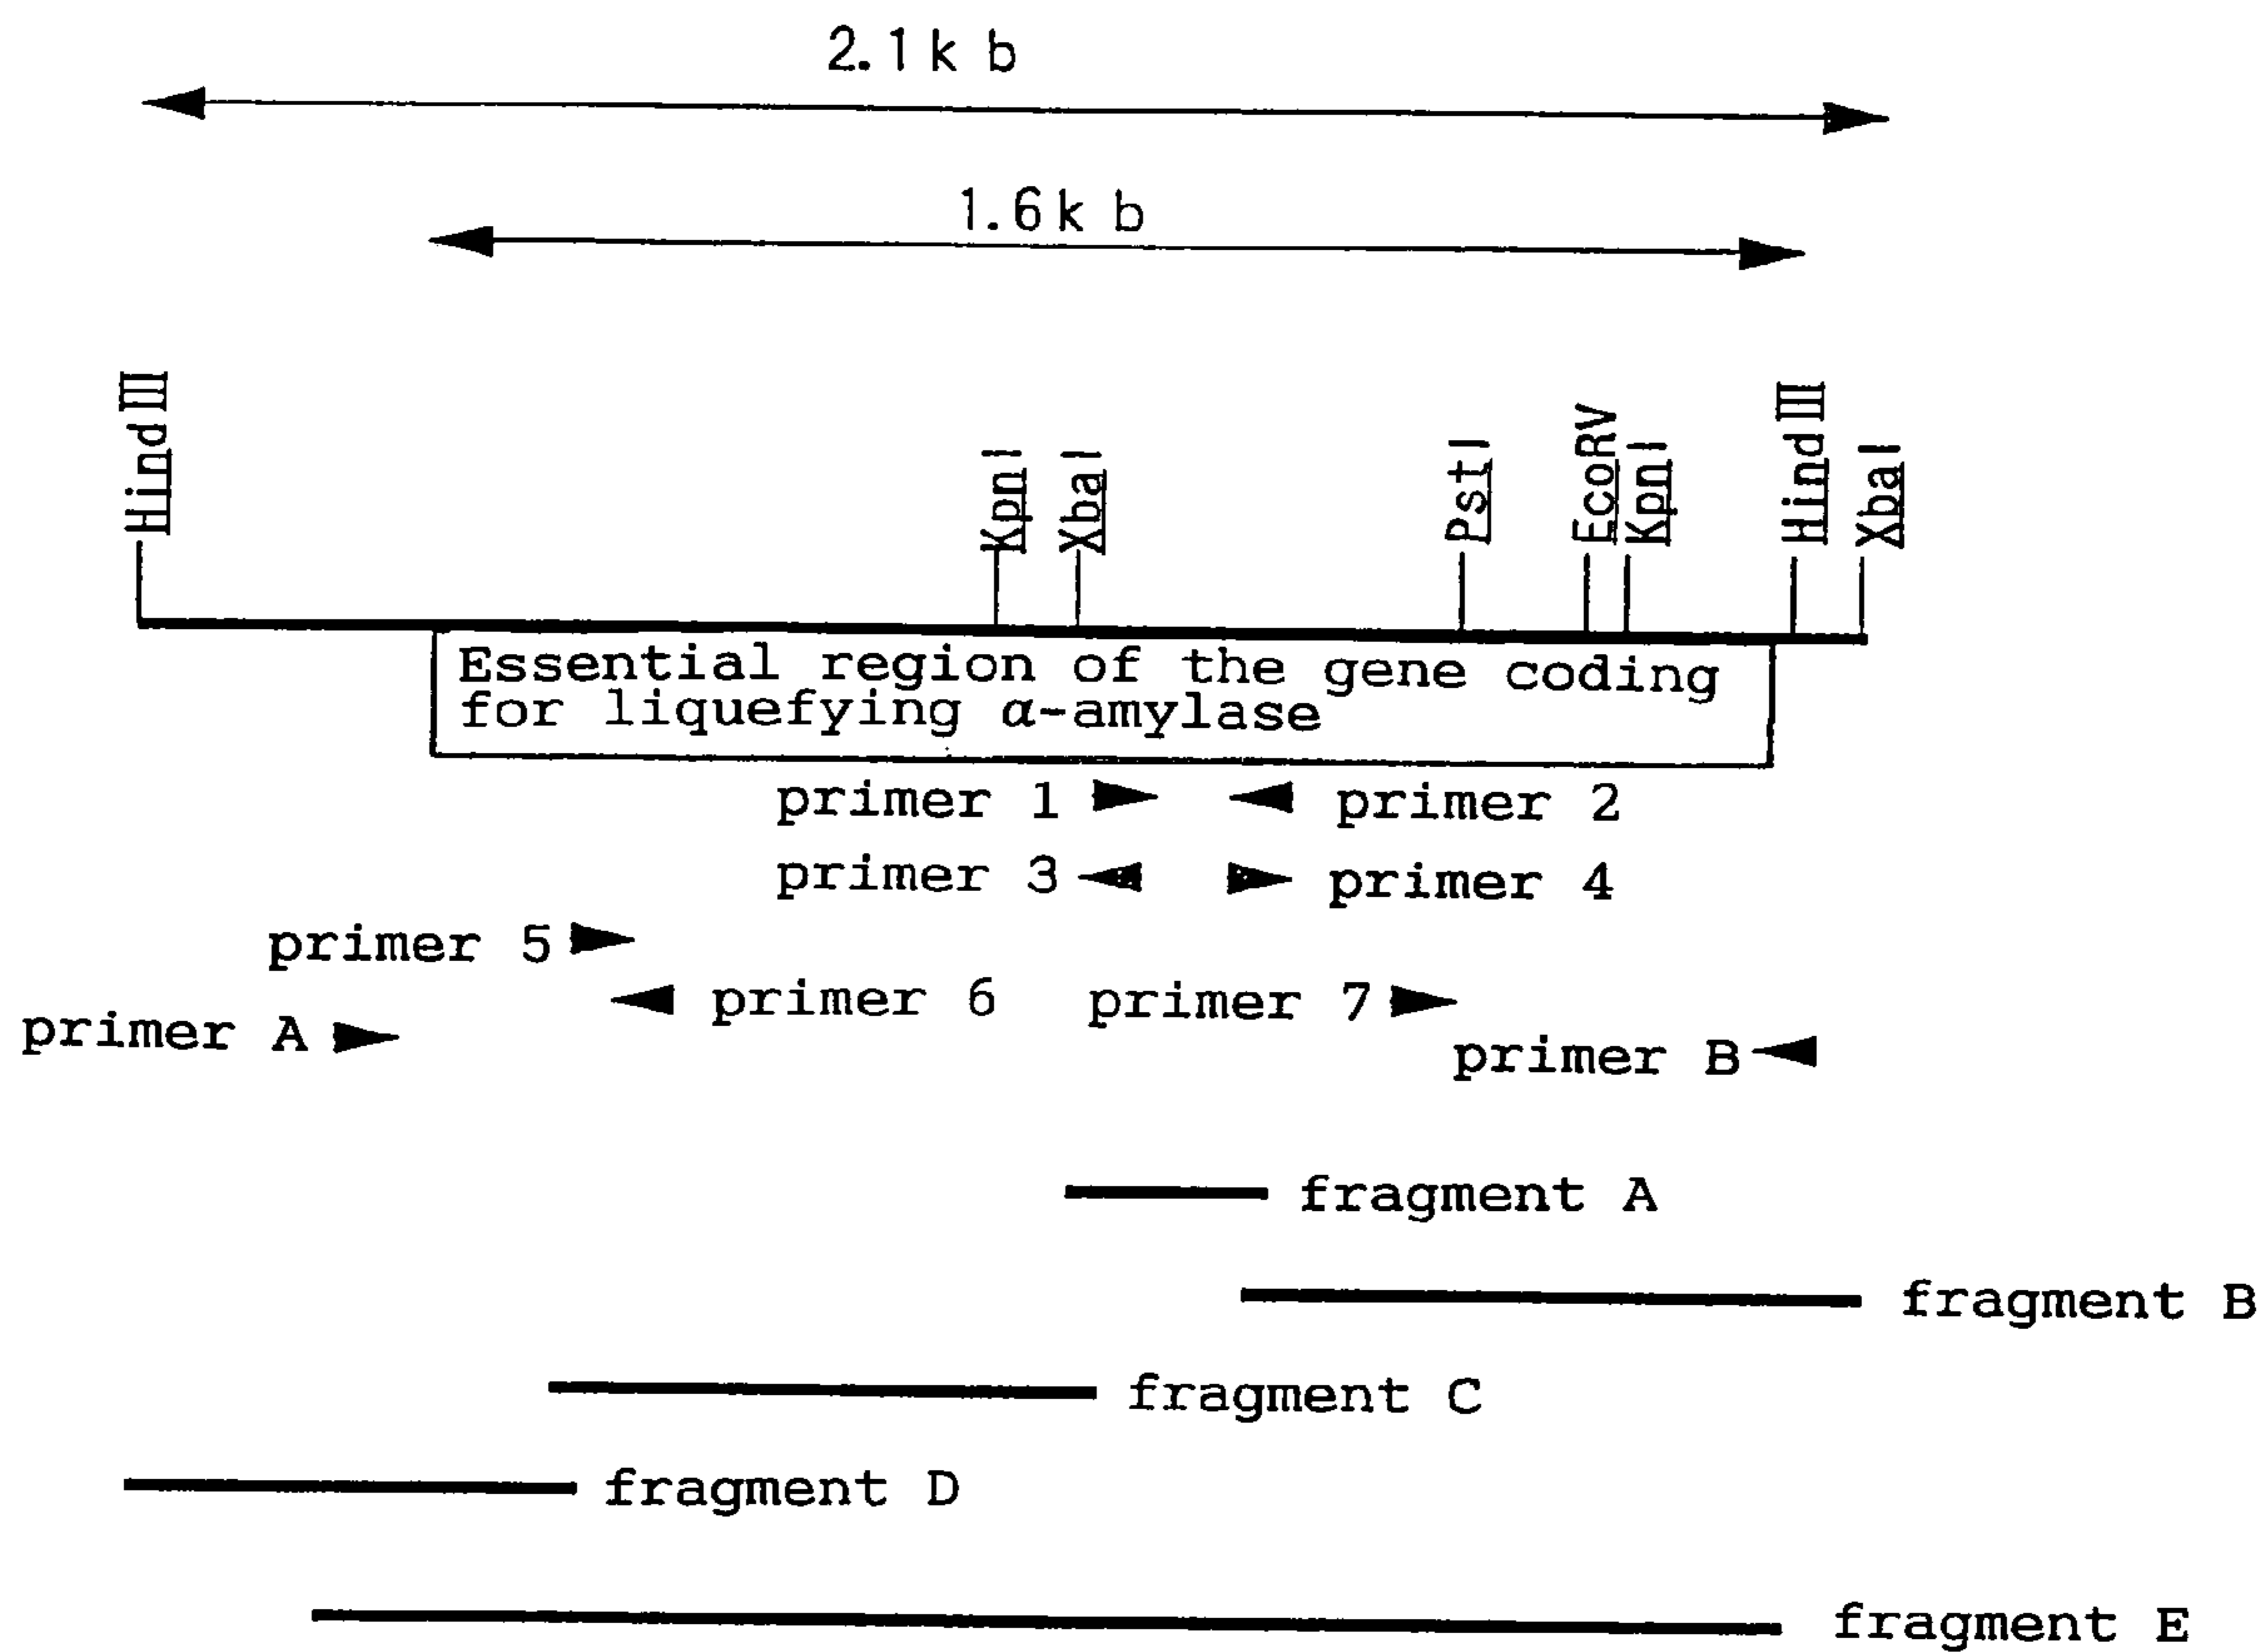 2.1kb
1.6kb
HindIII
KpnI
XbaI
PstI
EcoRV
KpnI
HindIII
XbaI
Essential region of the gene coding
for liquefying α-amylase
primer 1
primer 2
primer 3
primer 4
primer 5
primer 6
primer 7
primer A
primer B
fragment A
fragment B
fragment C
fragment D
fragment E